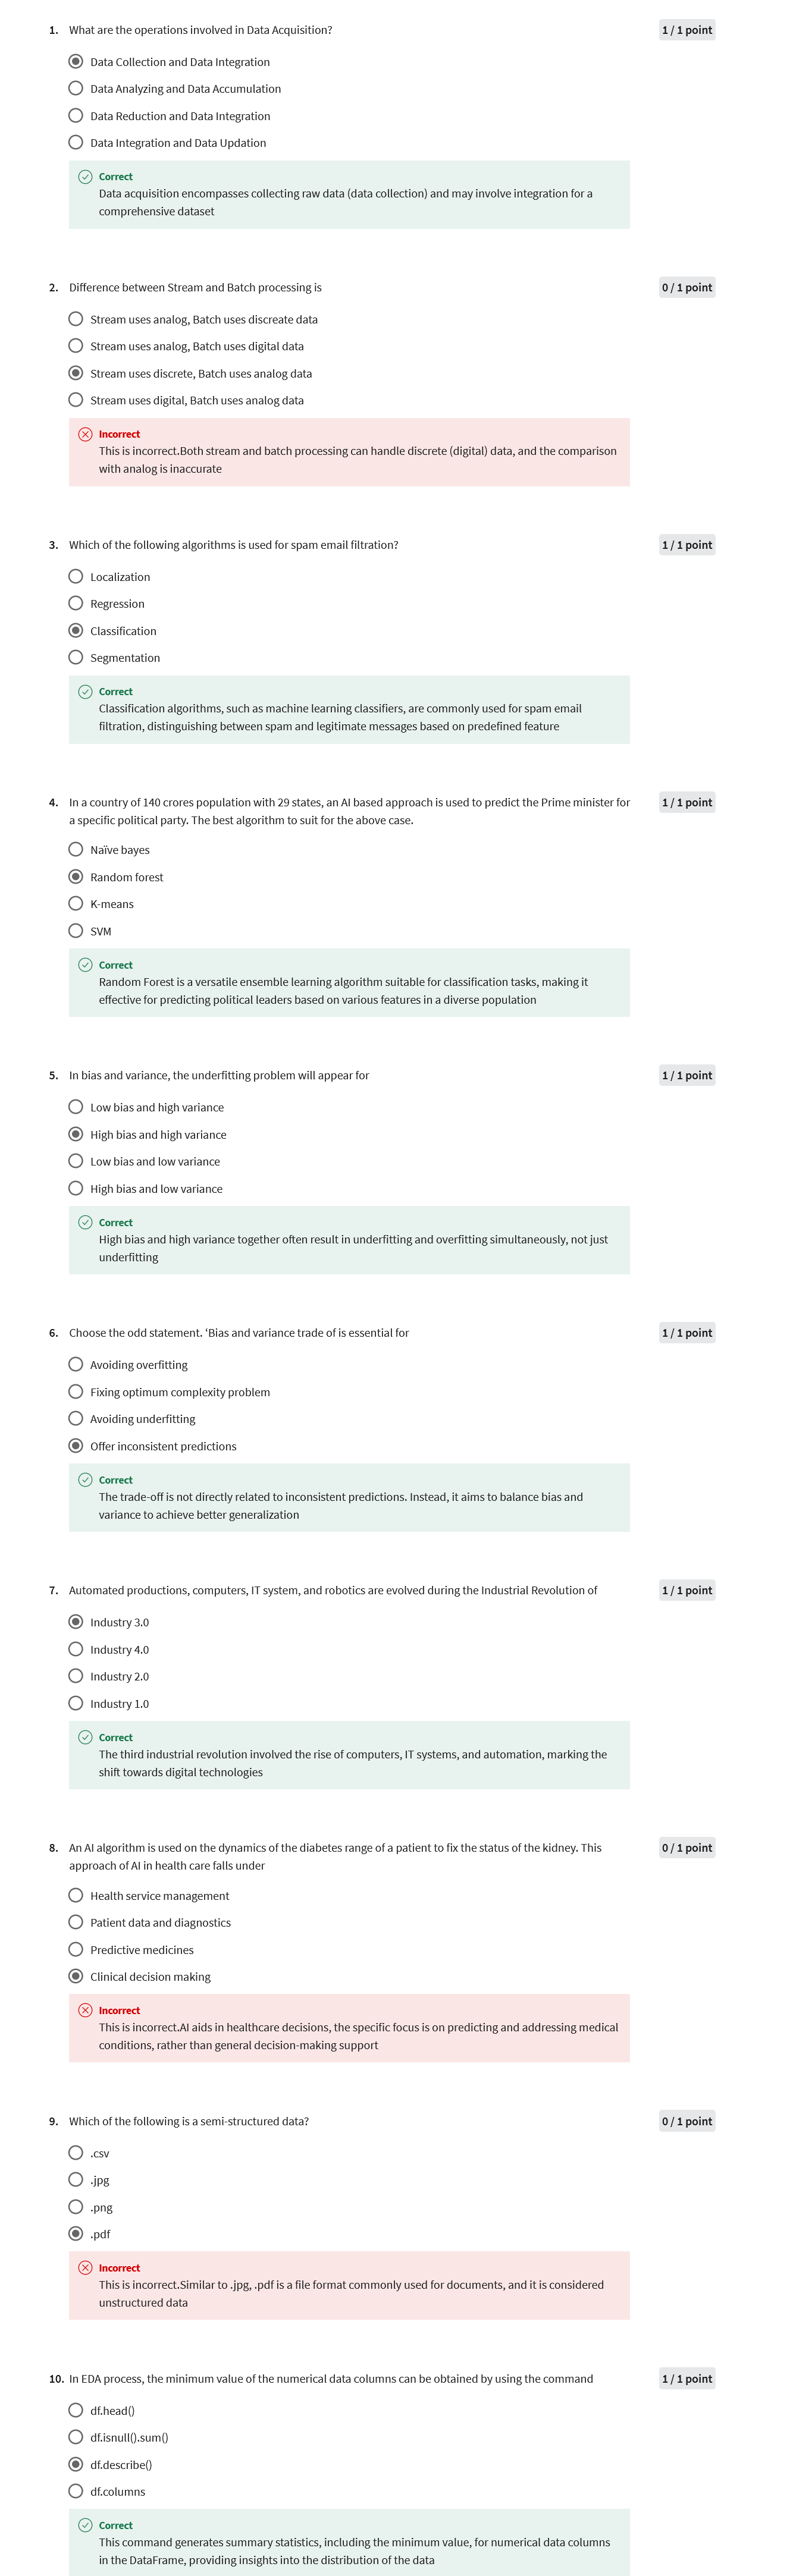 1. What are the operations involved in Data Acquisition? 1 / 1 point
Data Collection and Data Integration
Data Analyzing and Data Accumulation
Data Reduction and Data Integration
Data Integration and Data Updation
Correct
Data acquisition encompasses collecting raw data (data collection) and may involve integration for a
comprehensive dataset
2. Difference between Stream and Batch processing is 0 / 1 point
Stream uses analog, Batch uses discreate data
Stream uses analog, Batch uses digital data
Stream uses discrete, Batch uses analog data
Stream uses digital, Batch uses analog data
Incorrect
This is incorrect.Both stream and batch processing can handle discrete (digital) data, and the comparison
with analog is inaccurate
3. Which of the following algorithms is used for spam email filtration? 1 / 1 point
Localization
Regression
Classification
Segmentation
Correct
Classification algorithms, such as machine learning classifiers, are commonly used for spam email
filtration, distinguishing between spam and legitimate messages based on predefined feature
4. In a country of 140 crores population with 29 states, an AI based approach is used to predict the Prime minister for 1 / 1 point
a specific political party. The best algorithm to suit for the above case.
Naïve bayes
Random forest
K-means
SVM
Correct
Random Forest is a versatile ensemble learning algorithm suitable for classification tasks, making it
effective for predicting political leaders based on various features in a diverse population
5. In bias and variance, the underfitting problem will appear for 1 / 1 point
Low bias and high variance
High bias and high variance
Low bias and low variance
High bias and low variance
Correct
High bias and high variance together often result in underfitting and overfitting simultaneously, not just
underfitting
6. Choose the odd statement. ‘Bias and variance trade of is essential for 1 / 1 point
Avoiding overfitting
Fixing optimum complexity problem
Avoiding underfitting
Offer inconsistent predictions
Correct
The trade-off is not directly related to inconsistent predictions. Instead, it aims to balance bias and
variance to achieve better generalization
7. Automated productions, computers, IT system, and robotics are evolved during the Industrial Revolution of 1 / 1 point
Industry 3.0
Industry 4.0
Industry 2.0
Industry 1.0
Correct
The third industrial revolution involved the rise of computers, IT systems, and automation, marking the
shift towards digital technologies
8. An AI algorithm is used on the dynamics of the diabetes range of a patient to fix the status of the kidney. This 0 / 1 point
approach of AI in health care falls under
Health service management
Patient data and diagnostics
Predictive medicines
Clinical decision making
Incorrect
This is incorrect.AI aids in healthcare decisions, the specific focus is on predicting and addressing medical
conditions, rather than general decision-making support
9. Which of the following is a semi-structured data? 0 / 1 point
.csv
.jpg
.png
.pdf
Incorrect
This is incorrect.Similar to .jpg, .pdf is a file format commonly used for documents, and it is considered
unstructured data
10. In EDA process, the minimum value of the numerical data columns can be obtained by using the command 1 / 1 point
df.head()
df.isnull().sum()
df.describe()
df.columns
Correct
This command generates summary statistics, including the minimum value, for numerical data columns
in the DataFrame, providing insights into the distribution of the data